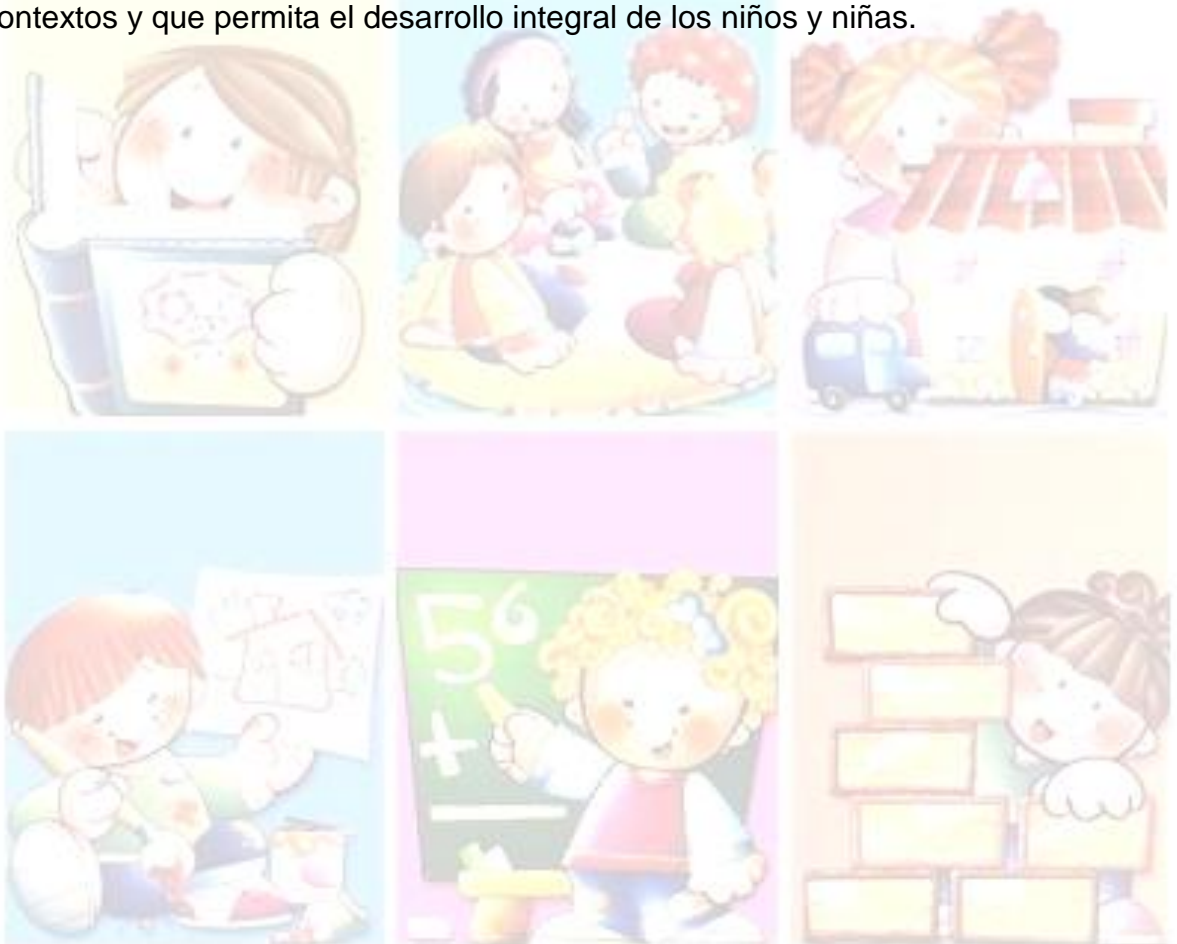 ontextos y que permita el desarrollo integral de los niños y niñas.
56
+